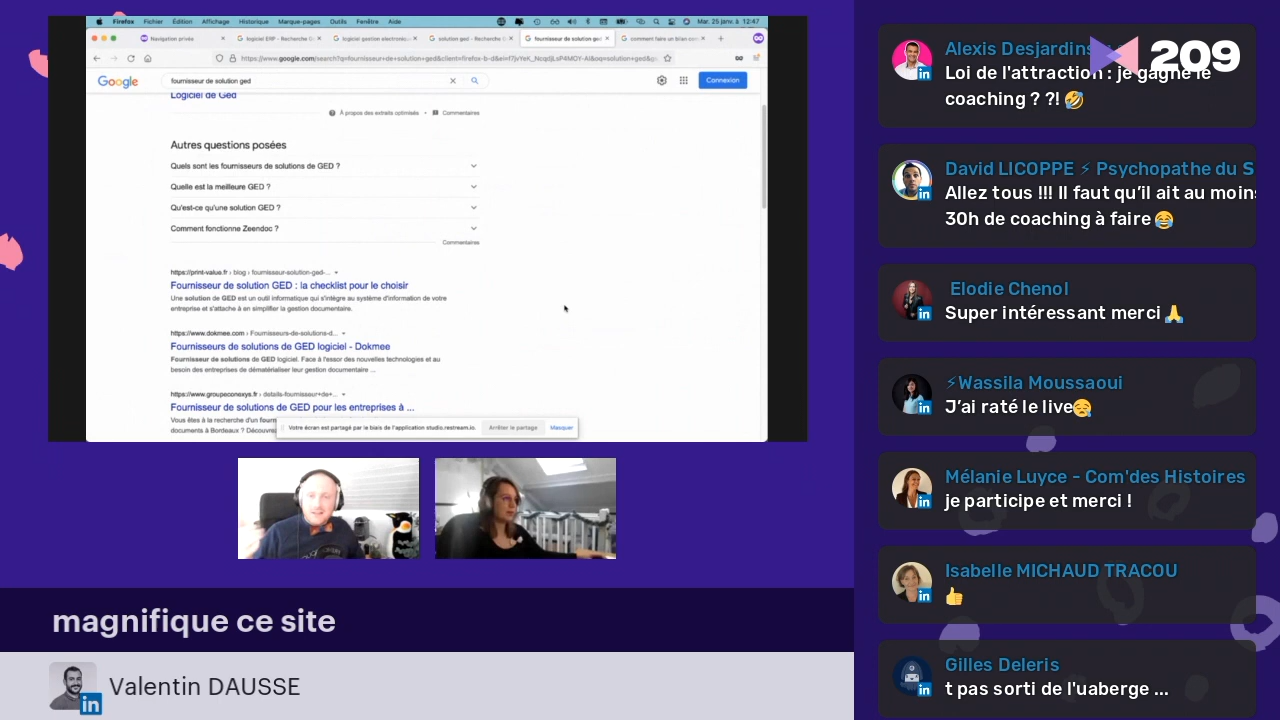 Firefox Fichier Édition Affichage Historique Marque-pages Outils Fenêtre Aide
Mar. 25 janv. à 12:47
Navigation privée
logiciel ERP - Recherche G
logiciel gestion electroniqu
solution ged - Recherche G
fournisseur de solution ged
comment faire un bilan com
Google
fournisseur de solution ged
Connexion
Logiciel de Ged
À propos des extraits optimisés • Commentaires
Autres questions posées
Quels sont les fournisseurs de solutions de GED ?
Quelle est la meilleure GED ?
Qu'est-ce qu'une solution GED ?
Comment fonctionne Zeendoc ?
Commentaires
https://print-value.fr › blog › fournisseur-solution-ged-...
Fournisseur de solution GED : la checklist pour le choisir
Une solution de GED est un outil informatique qui s'intègre au système d'information de votre
entreprise et s'attache à en simplifier la gestion documentaire.
https://www.dokmee.com › Fournisseurs-de-solutions-d...
Fournisseurs de solutions de GED logiciel - Dokmee
Fournisseur de solutions de GED logiciel. Face à l'essor des nouvelles technologies et au
besoin des entreprises de dématérialiser leur gestion documentaire ...
https://www.groupeconexys.fr › details-fournisseur+de+...
Fournisseur de solutions de GED pour les entreprises à ...
Vous êtes à la recherche d'un fourn
documents à Bordeaux ? Découvre
Votre écran est partagé par le biais de l'application studio.restream.io.
Arrêter le partage
Masquer
magnifique ce site
Valentin DAUSSE
209
Alexis Desjardins
Loi de l'attraction : je gagne le
coaching ? ?! 🤣
David LICOPPE ⚡ Psychopathe du S
Allez tous !!! Il faut qu’il ait au moins
30h de coaching à faire 😂
Elodie Chenol
Super intéressant merci 🙏
⚡Wassila Moussaoui
J'ai raté le live
Mélanie Luyce - Com'des Histoires
je participe et merci !
Isabelle MICHAUD TRACOU
👍
Gilles Deleris
t pas sorti de l'uaberge ...